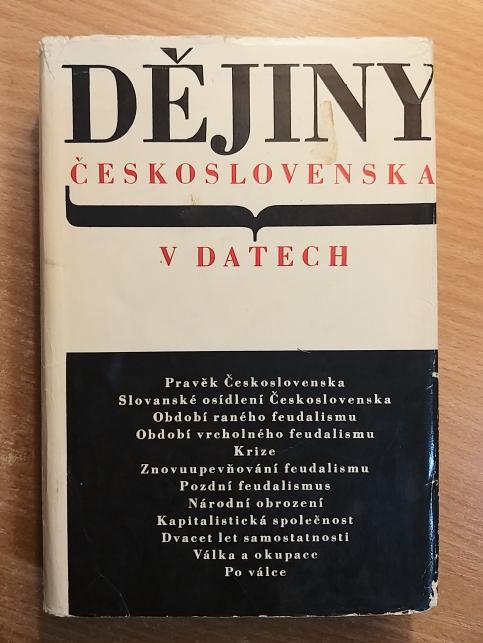 DĚJINY
ČESKOSLOVENSKA
V DATECH
Pravěk Československa
Slovanské osídlení Československa
Období raného feudalismu
Období vrcholného feudalismu
Krize
Znovuupevňování feudalismu
Pozdní feudalismus
Národní obrození
Kapitalistická společnost
Dvacet let samostatnosti
Válka a okupace
Po válce